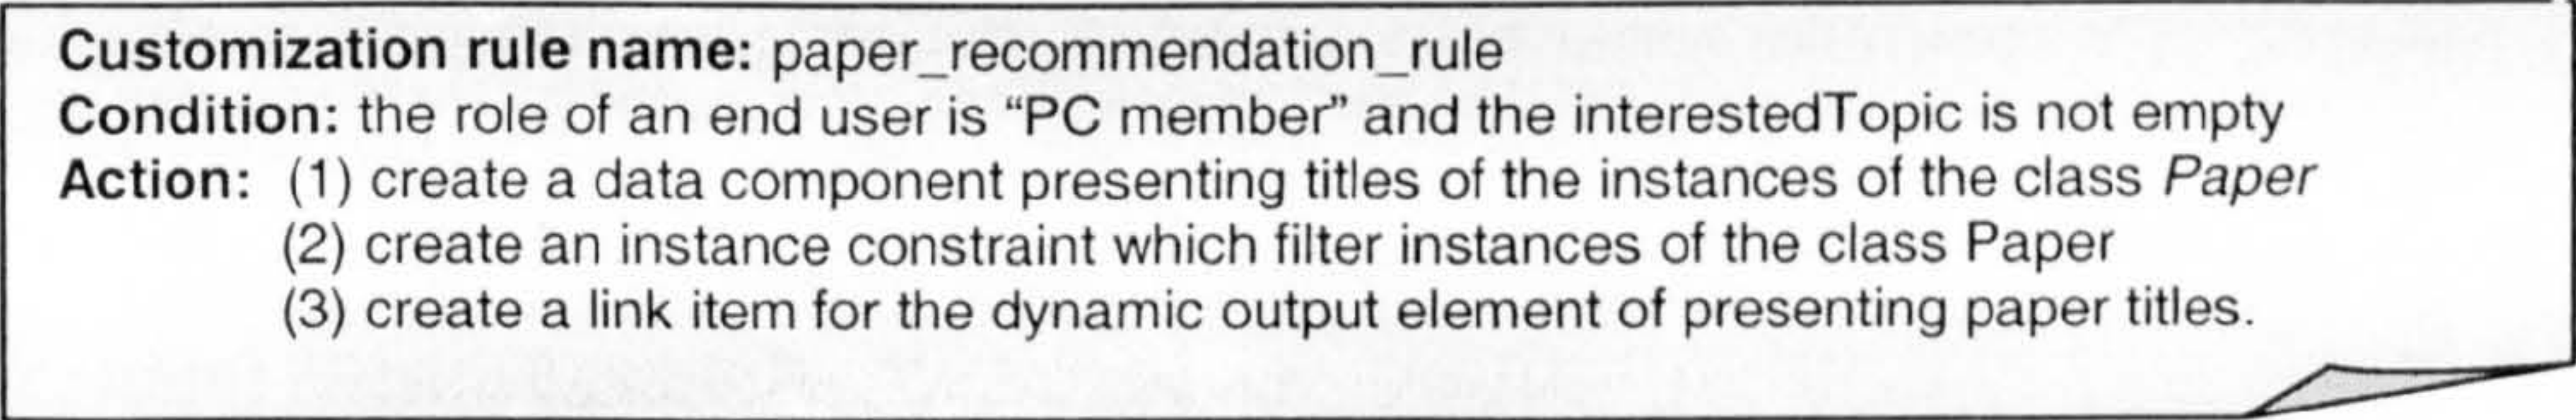 Customization rule name: paper_recommendation_rule
Condition: the role of an end user is “PC member” and the interestedTopic is not empty
Action: (1) create a data component presenting titles of the instances of the class Paper
(2) create an instance constraint which filter instances of the class Paper
(3) create a link item for the dynamic output element of presenting paper titles.